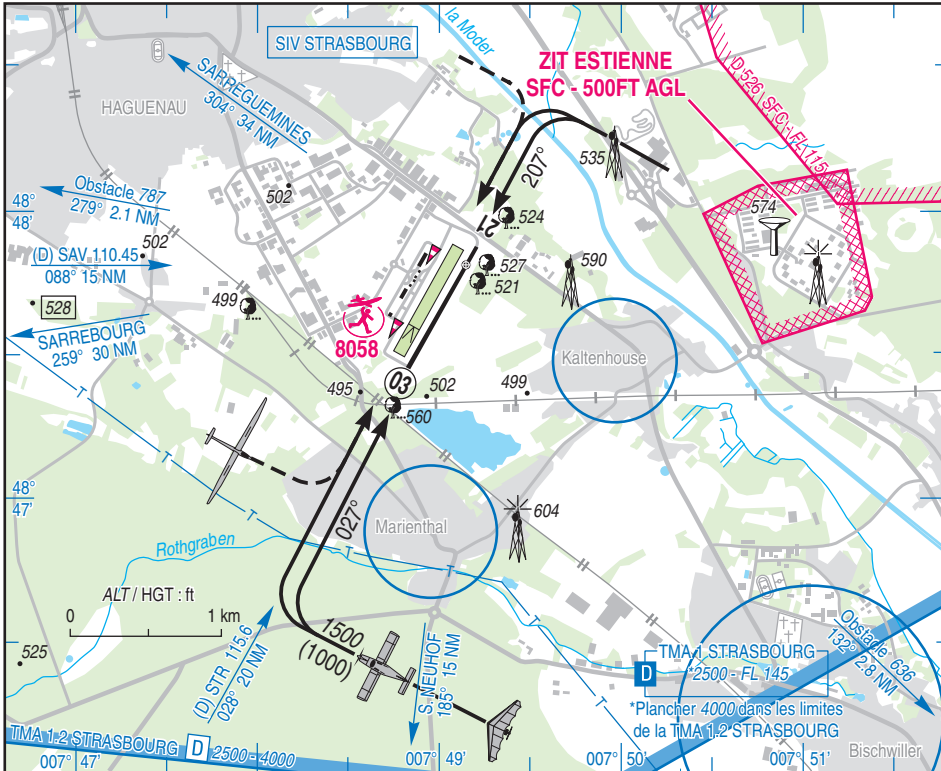 SIV STRASBOURG
la Moder
ZIT ESTIENNE
SFC - 500FT AGL
D 526 SFC - FL115
SARREGUEMINES
304° 34 NM
HAGUENAU
535
207°
574
502
Obstacle 787
279° 2.1 NM
48°
48'
48°
48'
524
21
502
(D) SAV 110.45
088° 15 NM
527
521
590
528
499
8058
SARREBOURG
259° 30 NM
Kaltenhouse
03
495
502
499
560
T
T
T
T
T
48°
47'
48°
47'
027°
Marienthal
604
Rothgraben
ALT / HGT : ft
0 1 km
1500
(1000)
525
(D) STR 115.6
028° 20 NM
S. NEUHOF
185° 15 NM
Obstacle 636
132° 2.8 NM
TMA 1 STRASBOURG
D *2500 - FL 145
*Plancher 4000 dans les limites
de la TMA 1.2 STRASBOURG
TMA 1.2 STRASBOURG D 2500 - 4000
Bischwiller
007° 47'
007° 49'
007° 50'
007° 51'